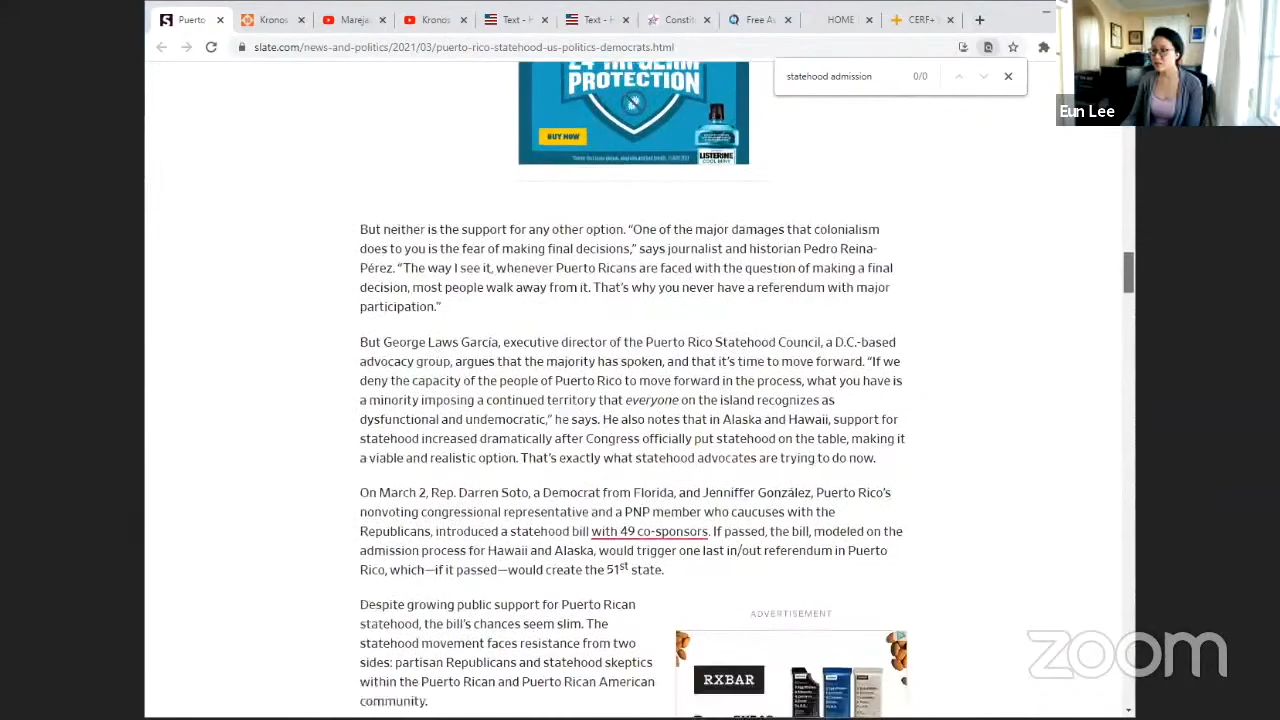 Puerto
Kronos
Mareja
Kronos
Text - H
Text - H
Constit
Free As
HOME
CERF+
slate.com/news-and-politics/2021/03/puerto-rico-statehood-us-politics-democrats.html
statehood admission 0/0
Eun Lee
24 HR GERM
PROTECTION
BUY NOW
LISTERINE
COOL MINT
But neither is the support for any other option. “One of the major damages that colonialism
does to you is the fear of making final decisions,” says journalist and historian Pedro Reina-
Pérez. “The way I see it, whenever Puerto Ricans are faced with the question of making a final
decision, most people walk away from it. That’s why you never have a referendum with major
participation.”
But George Laws García, executive director of the Puerto Rico Statehood Council, a D.C.-based
advocacy group, argues that the majority has spoken, and that it’s time to move forward. “If we
deny the capacity of the people of Puerto Rico to move forward in the process, what you have is
a minority imposing a continued territory that everyone on the island recognizes as
dysfunctional and undemocratic,” he says. He also notes that in Alaska and Hawaii, support for
statehood increased dramatically after Congress officially put statehood on the table, making it
a viable and realistic option. That’s exactly what statehood advocates are trying to do now.
On March 2, Rep. Darren Soto, a Democrat from Florida, and Jenniffer González, Puerto Rico’s
nonvoting congressional representative and a PNP member who caucuses with the
Republicans, introduced a statehood bill with 49 co-sponsors. If passed, the bill, modeled on the
admission process for Hawaii and Alaska, would trigger one last in/out referendum in Puerto
Rico, which—if it passed—would create the 51st state.
Despite growing public support for Puerto Rican
statehood, the bill’s chances seem slim. The
statehood movement faces resistance from two
sides: partisan Republicans and statehood skeptics
within the Puerto Rican and Puerto Rican American
community.
ADVERTISEMENT
RXBAR
zoom